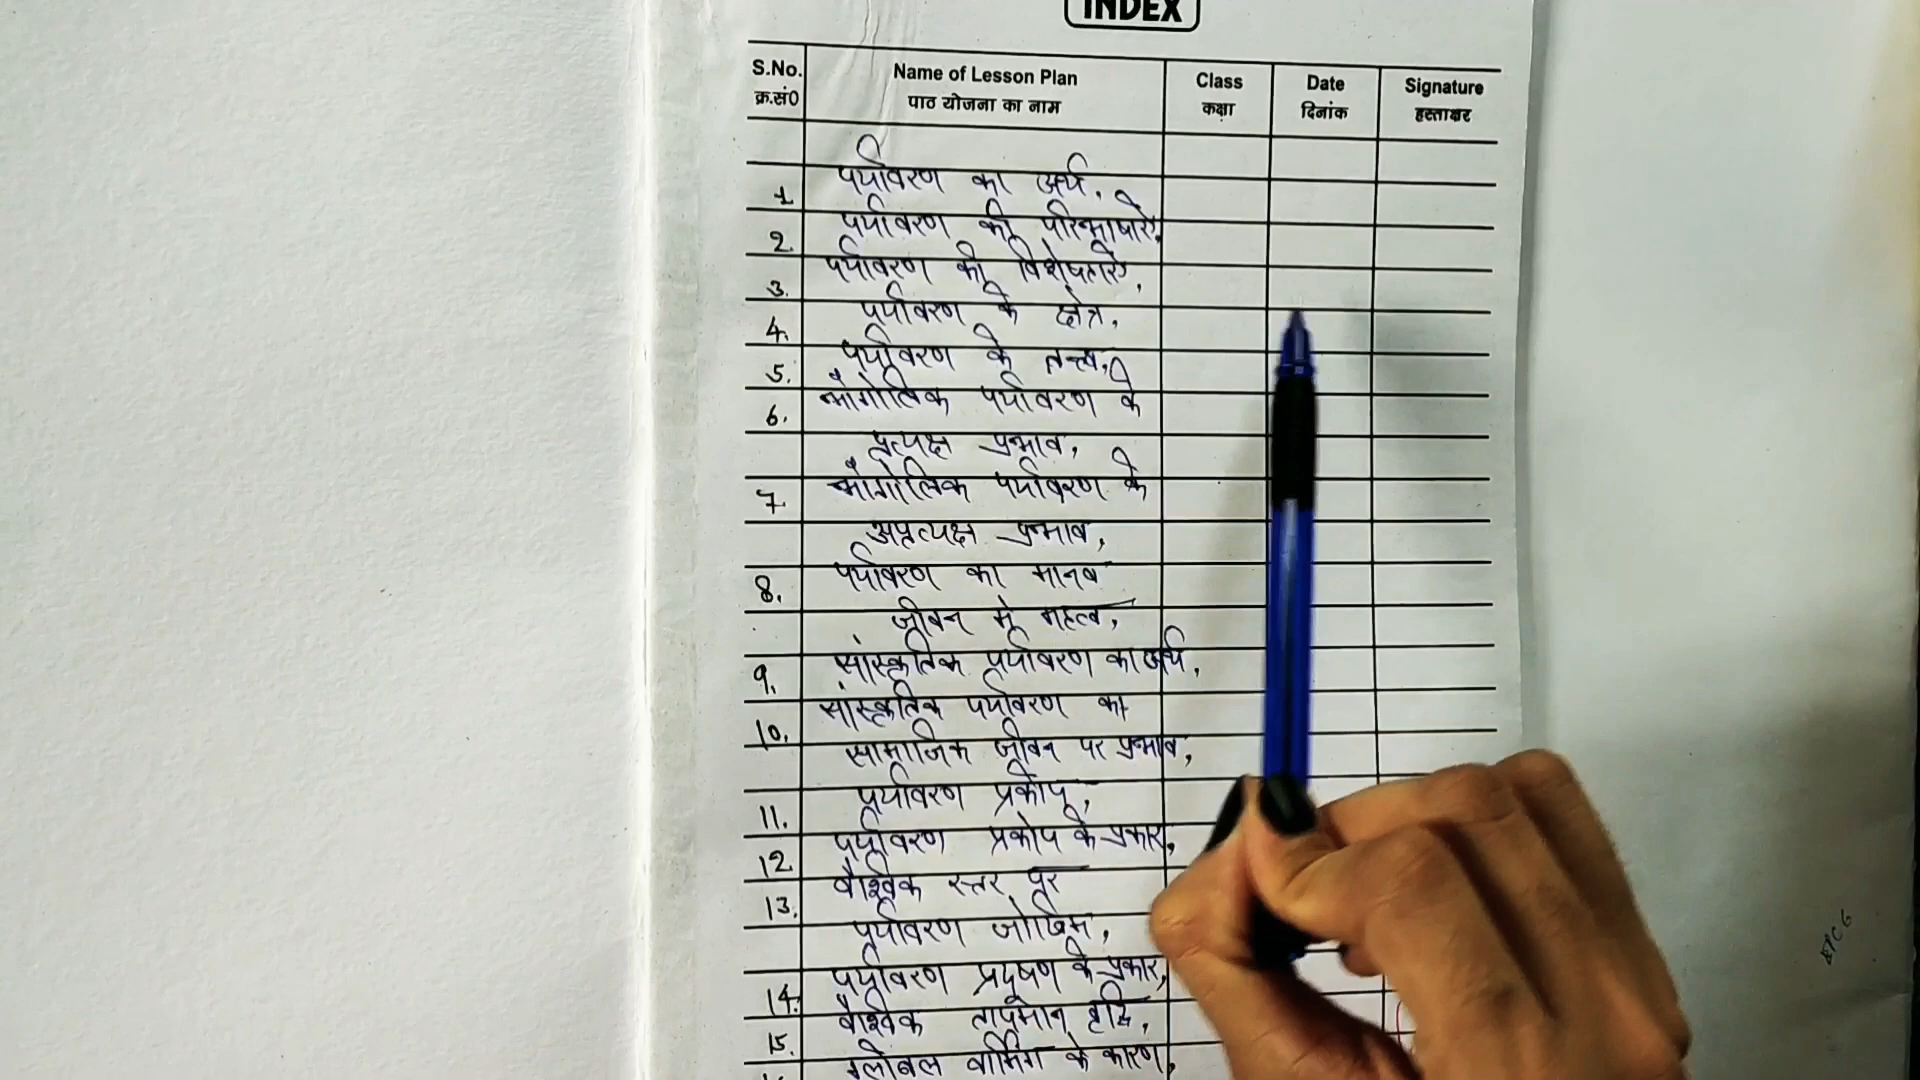 INDEX
S.No. Name of Lesson Plan Class Date Signature
क्र.सं० पाठ योजना का नाम कक्षा दिनांक हस्ताक्षर
1. पर्यावरण का अर्थ,
2. पर्यावरण की परिभाषाऐं,
3. पर्यावरण की विशेषताऐं,
4. पर्यावरण के क्षेत्र,
5. पर्यावरण के तत्त्व,
6. भौगोलिक पर्यावरण के
प्रत्यक्ष प्रभाव,
7. भौगोलिक पर्यावरण के
अप्रत्यक्ष प्रभाव,
8. पर्यावरण का मानव
जीवन में महत्व,
9. सांस्कृतिक पर्यावरण का अर्थ,
10. सांस्कृतिक पर्यावरण का
सामाजिक जीवन पर प्रभाव,
11. पर्यावरण प्रकोप,
12. पर्यावरण प्रकोप के प्रकार,
13. वैश्विक स्तर पर
पर्यावरण जोखिम,
14. पर्यावरण प्रदूषण के प्रकार,
15. वैश्विक तापमान वृद्धि,
ग्लोबल वार्मिंग के कारण,